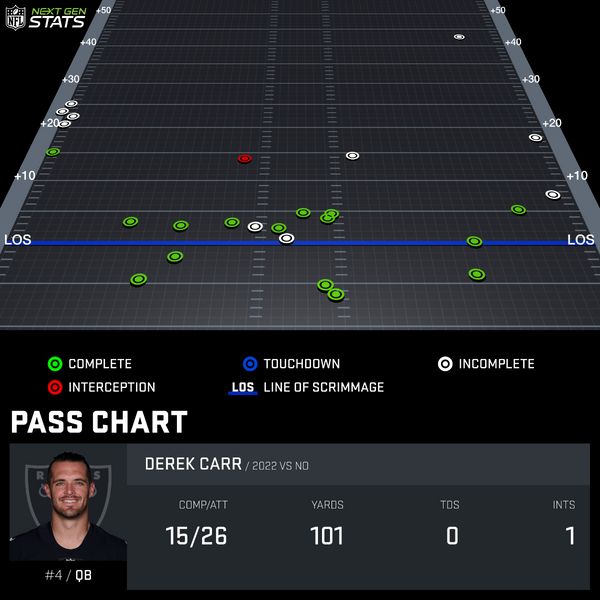 NFL NEXT GEN STATS
+50 +50
+40 +40
+30 +30
+20 +20
+10 +10
LOS LOS
COMPLETE TOUCHDOWN INCOMPLETE
INTERCEPTION LOS LINE OF SCRIMMAGE
PASS CHART
DEREK CARR / 2022 VS NO
COMP/ATT YARDS TDS INTS
15/26 101 0 1
#4 / QB